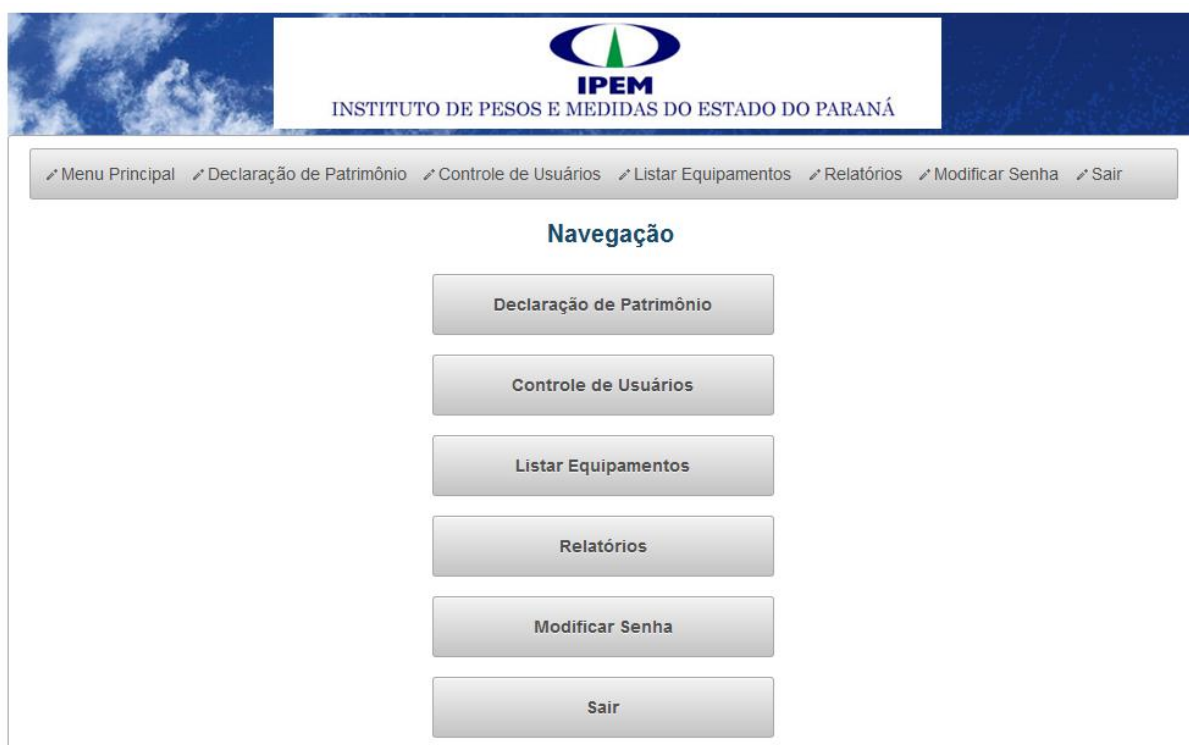 IPEM
INSTITUTO DE PESOS E MEDIDAS DO ESTADO DO PARANÁ
Menu Principal Declaração de Patrimônio Controle de Usuários Listar Equipamentos Relatórios Modificar Senha Sair
Navegação
Declaração de Patrimônio
Controle de Usuários
Listar Equipamentos
Relatórios
Modificar Senha
Sair